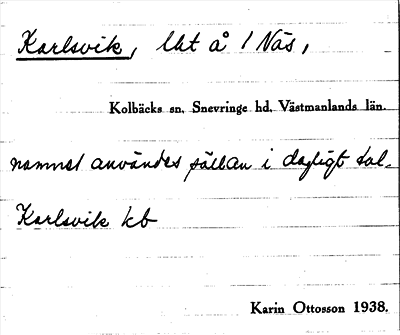 Karlsvik, lht å 1 Näs,
Kolbäcks sn, Snevringe hd, Västmanlands län.
namnet användes sällan i dagligt tal.
Karlsvik kb
Karin Ottosson 1938.